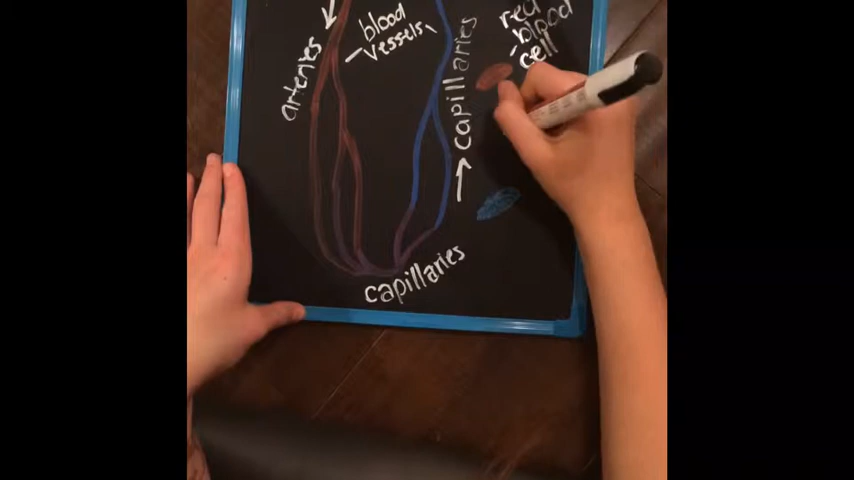 blood
vessels
arteries
capillaries
red
blood
cell
capillaries